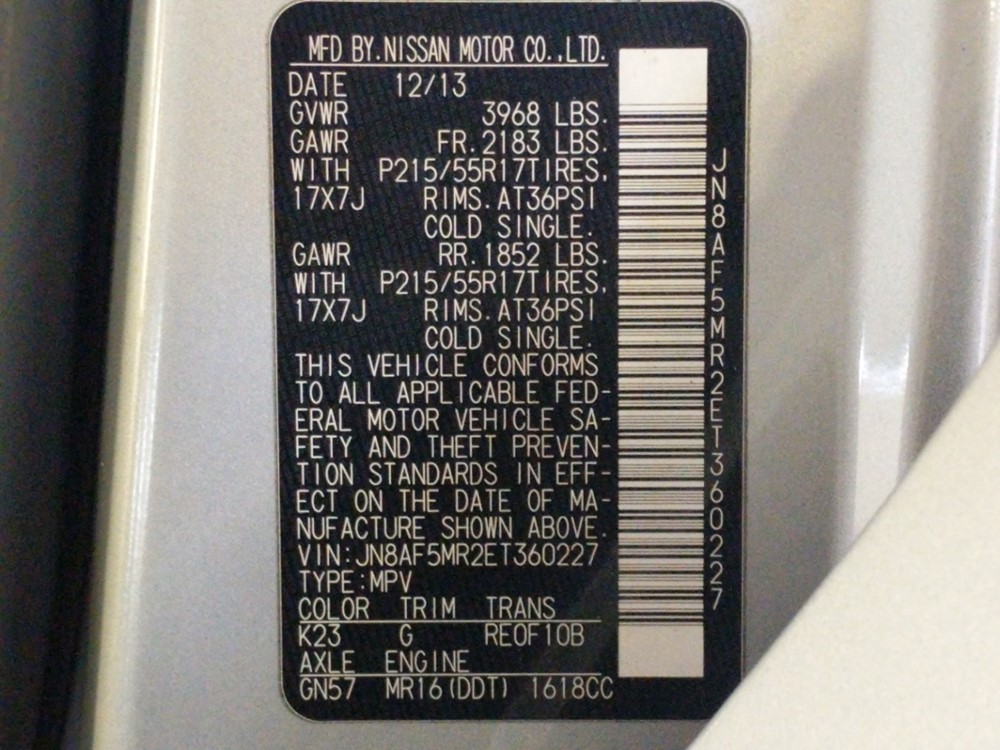 MFD BY.NISSAN MOTOR CO.,LTD.
DATE 12/13
GVWR 3968 LBS.
GAWR FR.2183 LBS.
WITH P215/55R17TIRES,
17X7J RIMS.AT36PSI
COLD SINGLE.
GAWR RR.1852 LBS.
WITH P215/55R17TIRES,
17X7J RIMS.AT36PSI
COLD SINGLE.
THIS VEHICLE CONFORMS
TO ALL APPLICABLE FED-
ERAL MOTOR VEHICLE SA-
FETY AND THEFT PREVEN-
TION STANDARDS IN EFF-
ECT ON THE DATE OF MA-
NUFACTURE SHOWN ABOVE.
VIN:JN8AF5MR2ET360227
TYPE:MPV
COLOR TRIM TRANS
K23 G RE0F10B
AXLE ENGINE
GN57 MR16(DDT) 1618CC
JN8AF5MR2ET360227